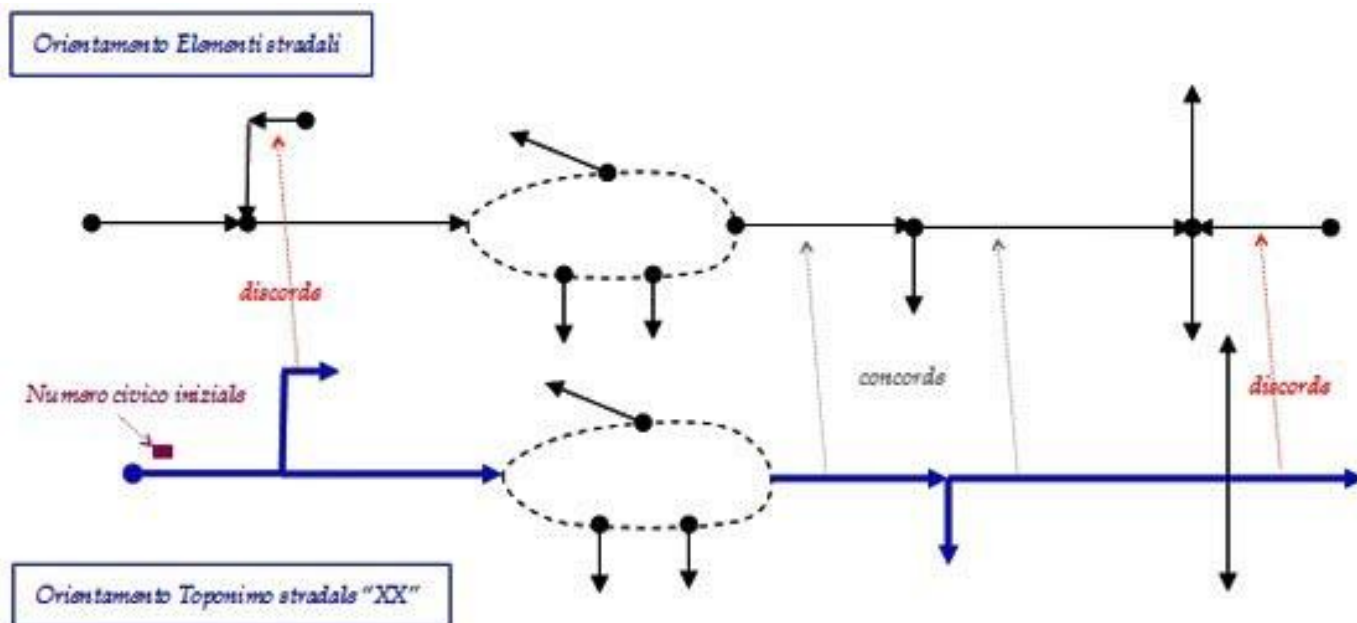 Orientamento Elementi stradali
discorde
Numero civico iniziale
concorde
discorde
Orientamento Toponimo stradale "XX"